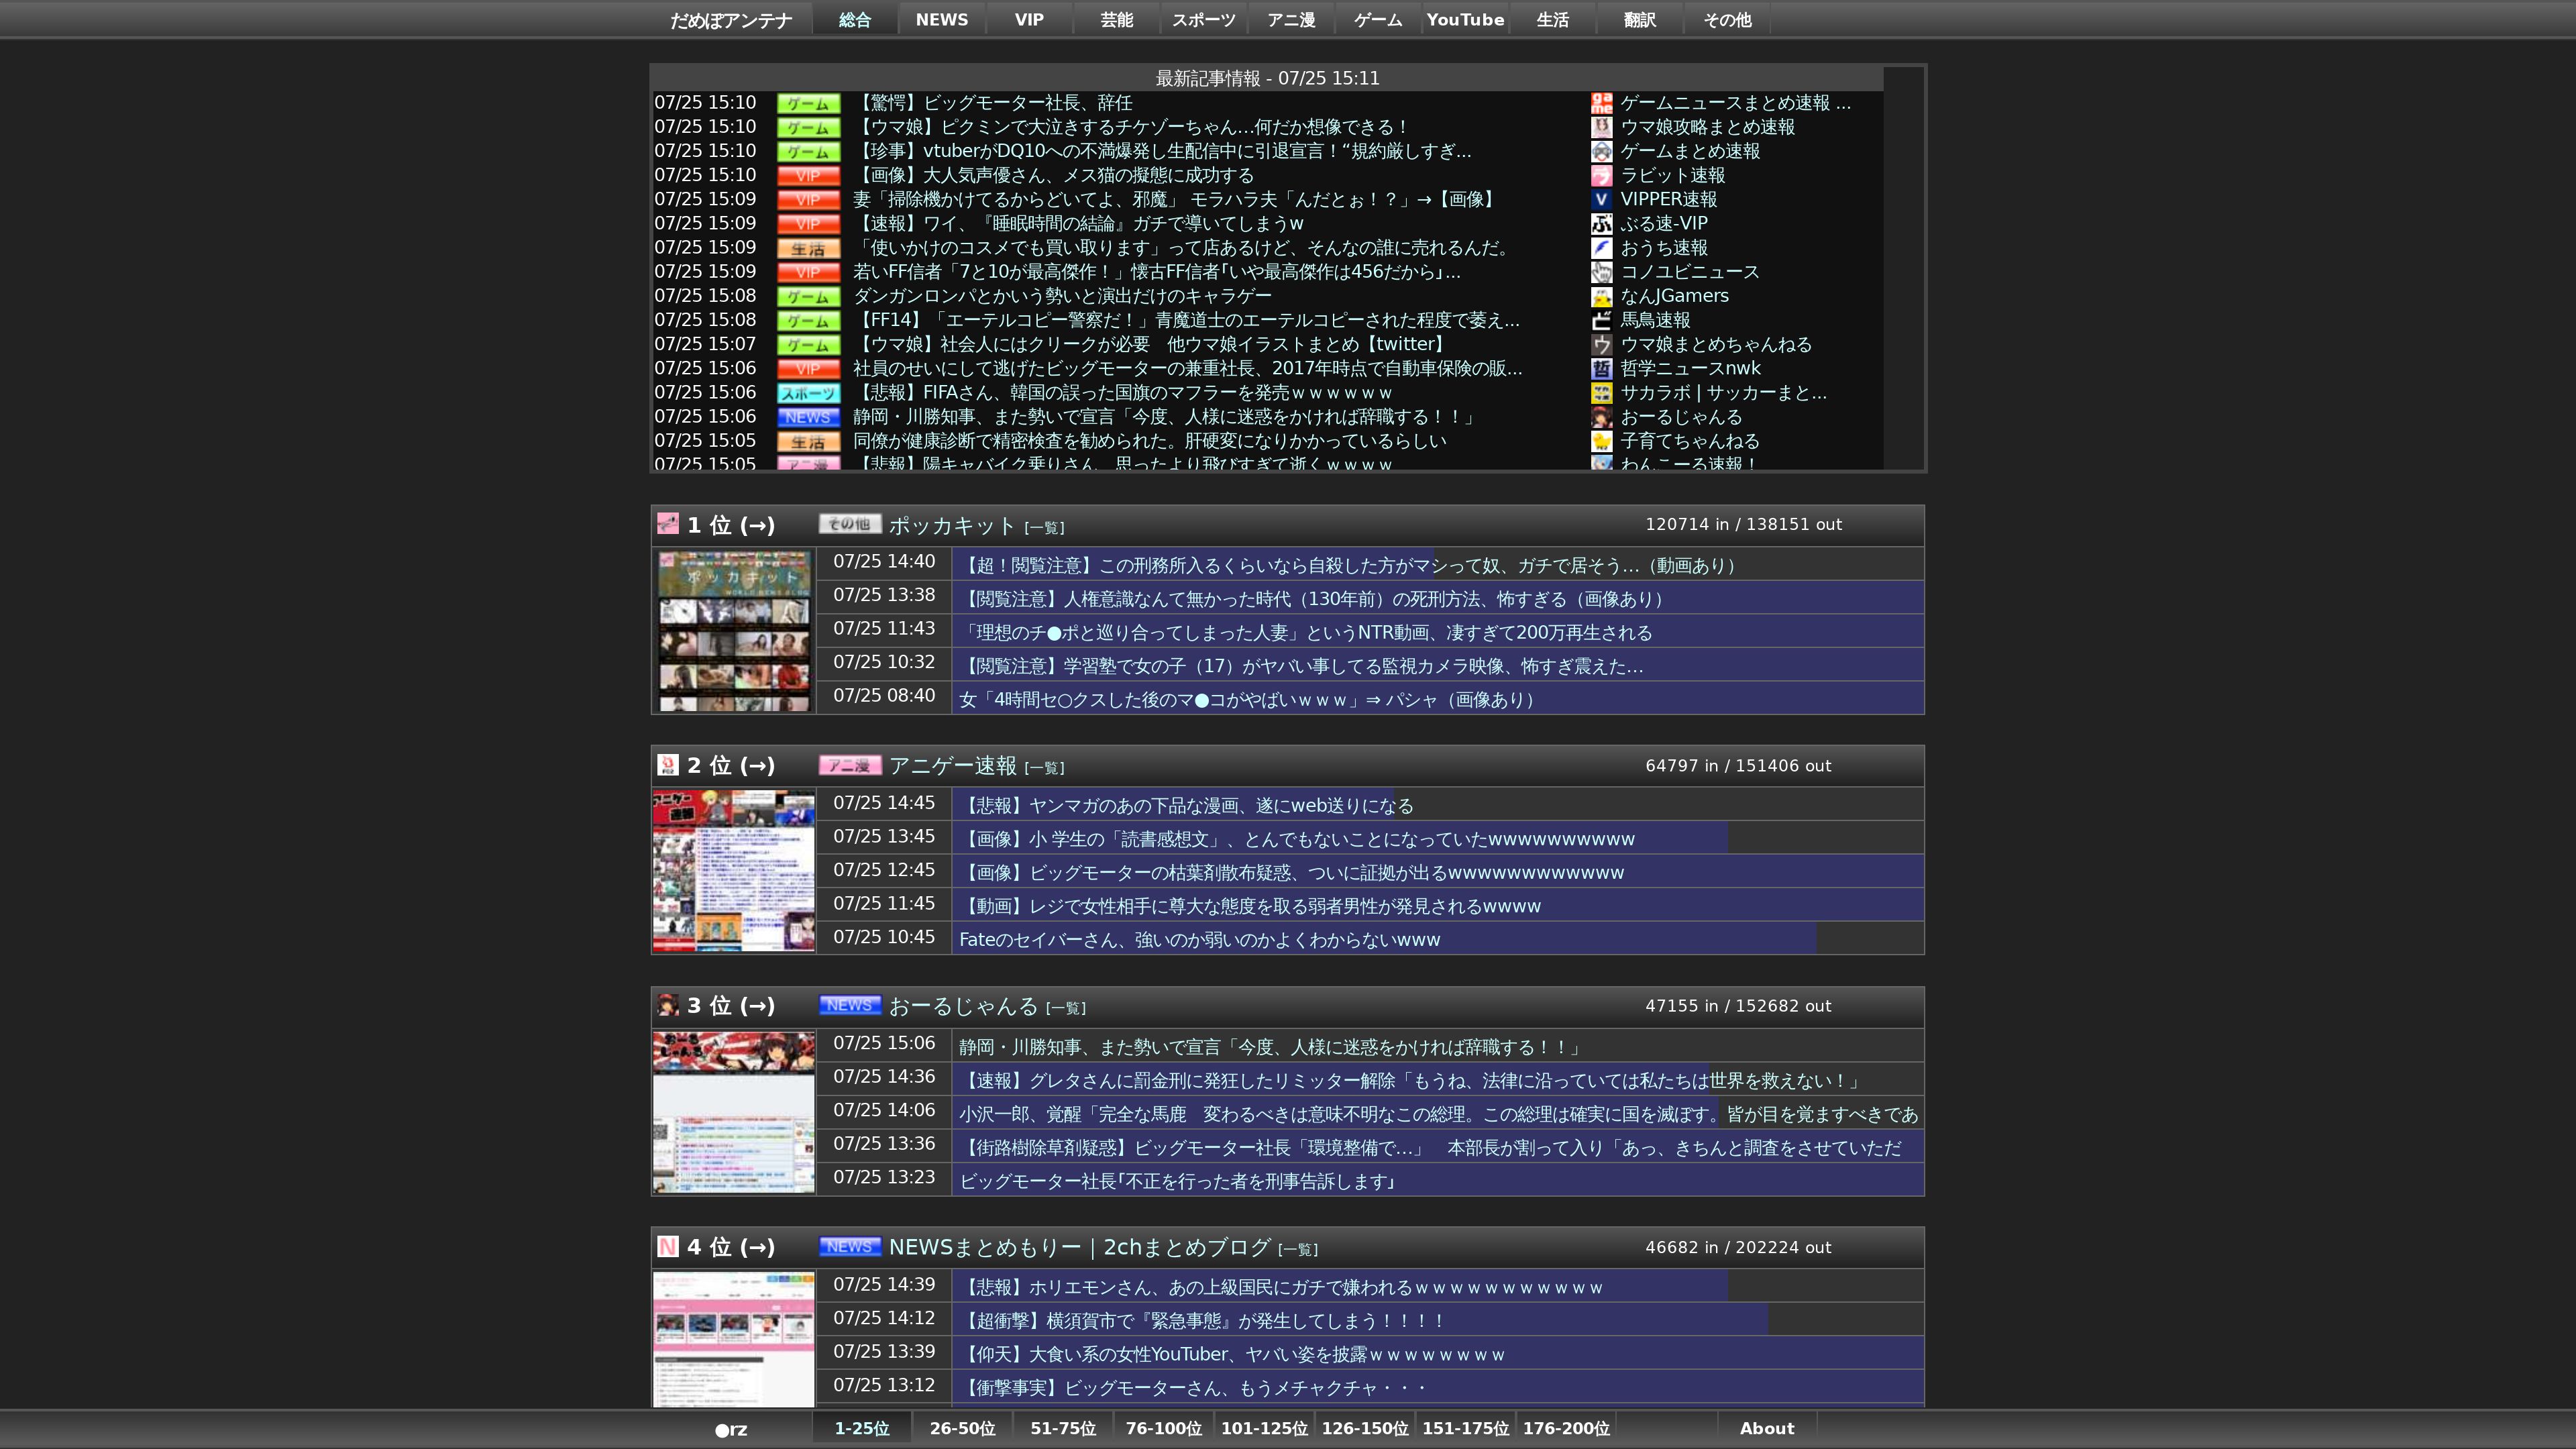 だめぽアンテナ 総合 NEWS VIP 芸能 スポーツ アニ漫 ゲーム YouTube 生活 翻訳 その他
最新記事情報 - 07/25 15:11
07/25 15:10 ゲーム 【驚愕】ビッグモーター社長、辞任 ゲームニュースまとめ速報 …
07/25 15:10 ゲーム 【ウマ娘】ピクミンで大泣きするチケゾーちゃん…何だか想像できる！ ウマ娘攻略まとめ速報
07/25 15:10 ゲーム 【珍事】vtuberがDQ10への不満爆発し生配信中に引退宣言！“規約厳しすぎ… ゲームまとめ速報
07/25 15:10 VIP 【画像】大人気声優さん、メス猫の擬態に成功する ラビット速報
07/25 15:09 VIP 妻「掃除機かけてるからどいてよ、邪魔」 モラハラ夫「んだとぉ！？」→【画像】 VIPPER速報
07/25 15:09 VIP 【速報】ワイ、『睡眠時間の結論』ガチで導いてしまうw ぶる速-VIP
07/25 15:09 生活 「使いかけのコスメでも買い取ります」って店あるけど、そんなの誰に売れるんだ。 おうち速報
07/25 15:09 VIP 若いFF信者「7と10が最高傑作！」懐古FF信者｢いや最高傑作は456だから｣… コノユビニュース
07/25 15:08 ゲーム ダンガンロンパとかいう勢いと演出だけのキャラゲー なんJGamers
07/25 15:08 ゲーム 【FF14】「エーテルコピー警察だ！」青魔道士のエーテルコピーされた程度で萎え… 馬鳥速報
07/25 15:07 ゲーム 【ウマ娘】社会人にはクリークが必要　他ウマ娘イラストまとめ【twitter】 ウマ娘まとめちゃんねる
07/25 15:06 VIP 社員のせいにして逃げたビッグモーターの兼重社長、2017年時点で自動車保険の販… 哲学ニュースnwk
07/25 15:06 スポーツ 【悲報】FIFAさん、韓国の誤った国旗のマフラーを発売ｗｗｗｗｗｗ サカラボ | サッカーまと…
07/25 15:06 NEWS 静岡・川勝知事、また勢いで宣言「今度、人様に迷惑をかければ辞職する！！」 おーるじゃんる
07/25 15:05 生活 同僚が健康診断で精密検査を勧められた。肝硬変になりかかっているらしい 子育てちゃんねる
07/25 15:05 アニ漫 【悲報】陽キャバイク乗りさん、思ったより飛びすぎて逝くｗｗｗｗ わんこーる速報！
1 位 (→) その他 ポッカキット [一覧] 120714 in / 138151 out
ポッカキット
07/25 14:40 【超！閲覧注意】この刑務所入るくらいなら自殺した方がマシって奴、ガチで居そう…（動画あり）
07/25 13:38 【閲覧注意】人権意識なんて無かった時代（130年前）の死刑方法、怖すぎる（画像あり）
07/25 11:43 「理想のチ●ポと巡り合ってしまった人妻」というNTR動画、凄すぎて200万再生される
07/25 10:32 【閲覧注意】学習塾で女の子（17）がヤバい事してる監視カメラ映像、怖すぎ震えた…
07/25 08:40 女「4時間セ○クスした後のマ●コがやばいｗｗｗ」⇒ パシャ（画像あり）
2 位 (→) アニ漫 アニゲー速報 [一覧] 64797 in / 151406 out
07/25 14:45 【悲報】ヤンマガのあの下品な漫画、遂にweb送りになる
07/25 13:45 【画像】小 学生の「読書感想文」、とんでもないことになっていたwwwwwwwwww
07/25 12:45 【画像】ビッグモーターの枯葉剤散布疑惑、ついに証拠が出るwwwwwwwwwwww
07/25 11:45 【動画】レジで女性相手に尊大な態度を取る弱者男性が発見されるwwww
07/25 10:45 Fateのセイバーさん、強いのか弱いのかよくわからないwww
3 位 (→) NEWS おーるじゃんる [一覧] 47155 in / 152682 out
07/25 15:06 静岡・川勝知事、また勢いで宣言「今度、人様に迷惑をかければ辞職する！！」
07/25 14:36 【速報】グレタさんに罰金刑に発狂したリミッター解除「もうね、法律に沿っていては私たちは世界を救えない！」
07/25 14:06 小沢一郎、覚醒「完全な馬鹿　変わるべきは意味不明なこの総理。この総理は確実に国を滅ぼす。皆が目を覚ますべきであ
07/25 13:36 【街路樹除草剤疑惑】ビッグモーター社長「環境整備で…」　本部長が割って入り「あっ、きちんと調査をさせていただ
07/25 13:23 ビッグモーター社長｢不正を行った者を刑事告訴します｣
4 位 (→) NEWS NEWSまとめもりー｜2chまとめブログ [一覧] 46682 in / 202224 out
07/25 14:39 【悲報】ホリエモンさん、あの上級国民にガチで嫌われるｗｗｗｗｗｗｗｗｗｗｗ
07/25 14:12 【超衝撃】横須賀市で『緊急事態』が発生してしまう！！！！
07/25 13:39 【仰天】大食い系の女性YouTuber、ヤバい姿を披露ｗｗｗｗｗｗｗｗ
07/25 13:12 【衝撃事実】ビッグモーターさん、もうメチャクチャ・・・
●rz 1-25位 26-50位 51-75位 76-100位 101-125位 126-150位 151-175位 176-200位 About